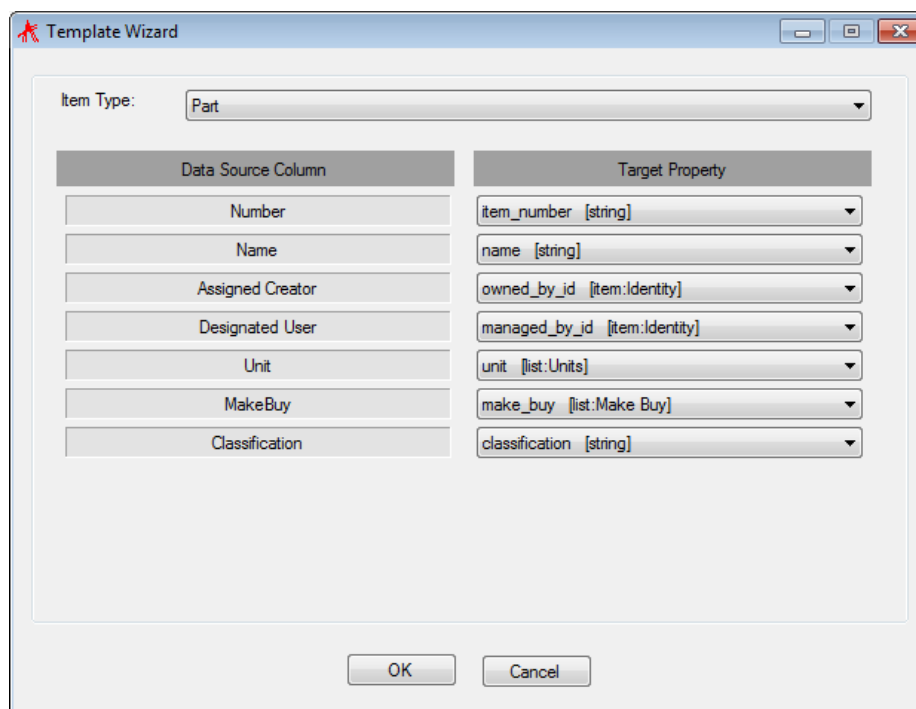 Template Wizard
Item Type: Part
Data Source Column Target Property
Number item_number [string]
Name name [string]
Assigned Creator owned_by_id [item:Identity]
Designated User managed_by_id [item:Identity]
Unit unit [list:Units]
MakeBuy make_buy [list:Make Buy]
Classification classification [string]
OK Cancel